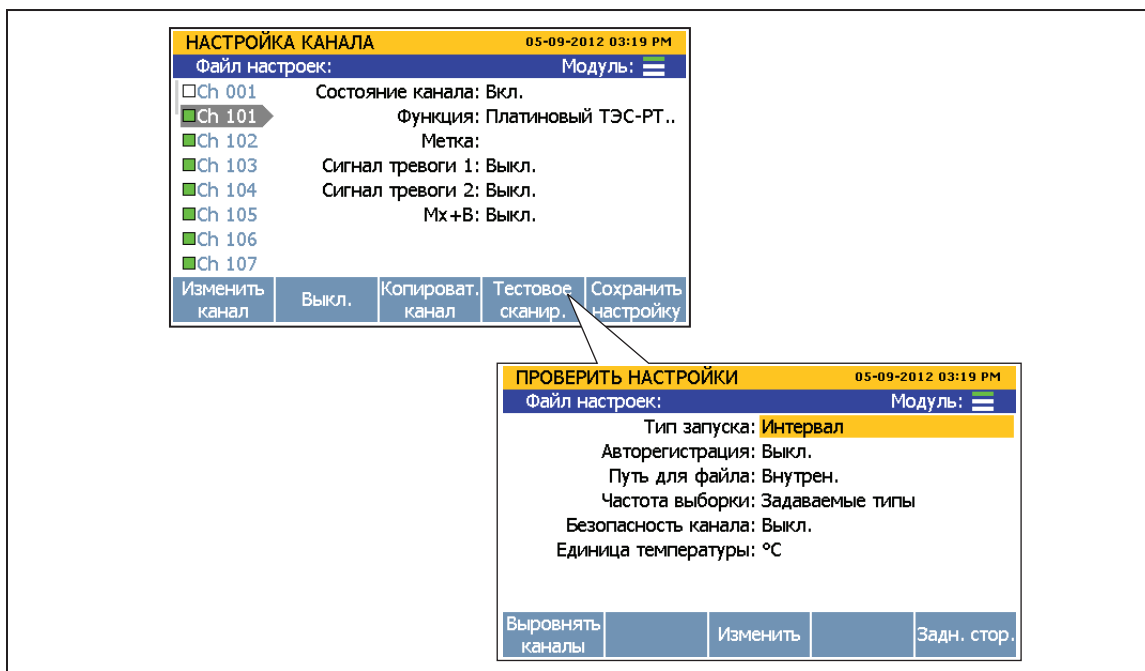 НАСТРОЙКА КАНАЛА 05-09-2012 03:19 PM
Файл настроек: Модуль:
Ch 001 Состояние канала: Вкл.
Ch 101 Функция: Платиновый ТЭС-РТ..
Ch 102 Метка:
Ch 103 Сигнал тревоги 1: Выкл.
Ch 104 Сигнал тревоги 2: Выкл.
Ch 105 Mx+B: Выкл.
Ch 106
Ch 107
Изменить канал Выкл. Копироват. канал Тестовое сканир. Сохранить настройку
ПРОВЕРИТЬ НАСТРОЙКИ 05-09-2012 03:19 PM
Файл настроек: Модуль:
Тип запуска: Интервал
Авторегистрация: Выкл.
Путь для файла: Внутрен.
Частота выборки: Задаваемые типы
Безопасность канала: Выкл.
Единица температуры: °C
Выровнять каналы Изменить Задн. стор.